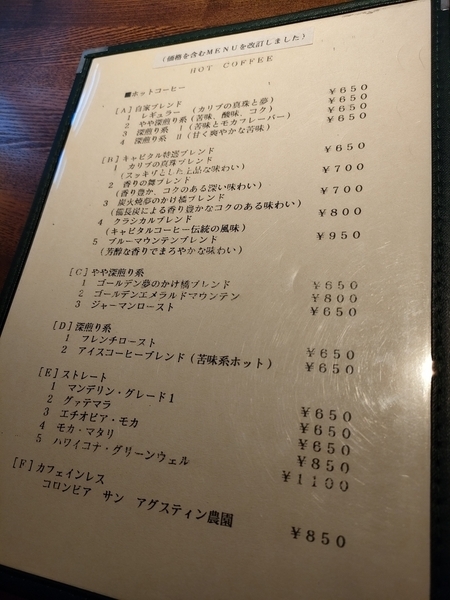 (価格を含むMENUを改訂しました)
HOT COFFEE
■ホットコーヒー
[A] 自家ブレンド
1 レギュラー (カリブの真珠と夢) ¥650
2 やや深煎り系 (苦味、酸味、コク) ¥650
3 深煎り系 Ⅰ (苦味とモカフレーバー) ¥650
4 深煎り系 Ⅱ (甘く爽やかな苦味) ¥650
[B] キャピタル特選ブレンド
1 カリブの真珠ブレンド ¥650
(スッキリとした上品な味わい)
2 香りの舞ブレンド ¥700
(香り豊か、コクのある深い味わい)
3 炭火焼夢のかけ橋ブレンド ¥700
(備長炭による香り豊かなコクのある味わい)
4 クラシカルブレンド ¥800
(キャピタルコーヒー伝統の風味)
5 ブルーマウンテンブレンド ¥950
(芳醇な香りでまろやかな味わい)
[C] やや深煎り系
1 ゴールデン夢のかけ橋ブレンド ¥650
2 ゴールデンエメラルドマウンテン ¥800
3 ジャーマンロースト ¥650
[D] 深煎り系
1 フレンチロースト ¥650
2 アイスコーヒーブレンド (苦味系ホット) ¥650
[E] ストレート
1 マンデリン・グレード1 ¥650
2 グァテマラ ¥650
3 エチオピア・モカ ¥650
4 モカ・マタリ ¥850
5 ハワイコナ・グリーンウェル ¥1100
[F] カフェインレス
コロンビア サン アグスティン農園 ¥850